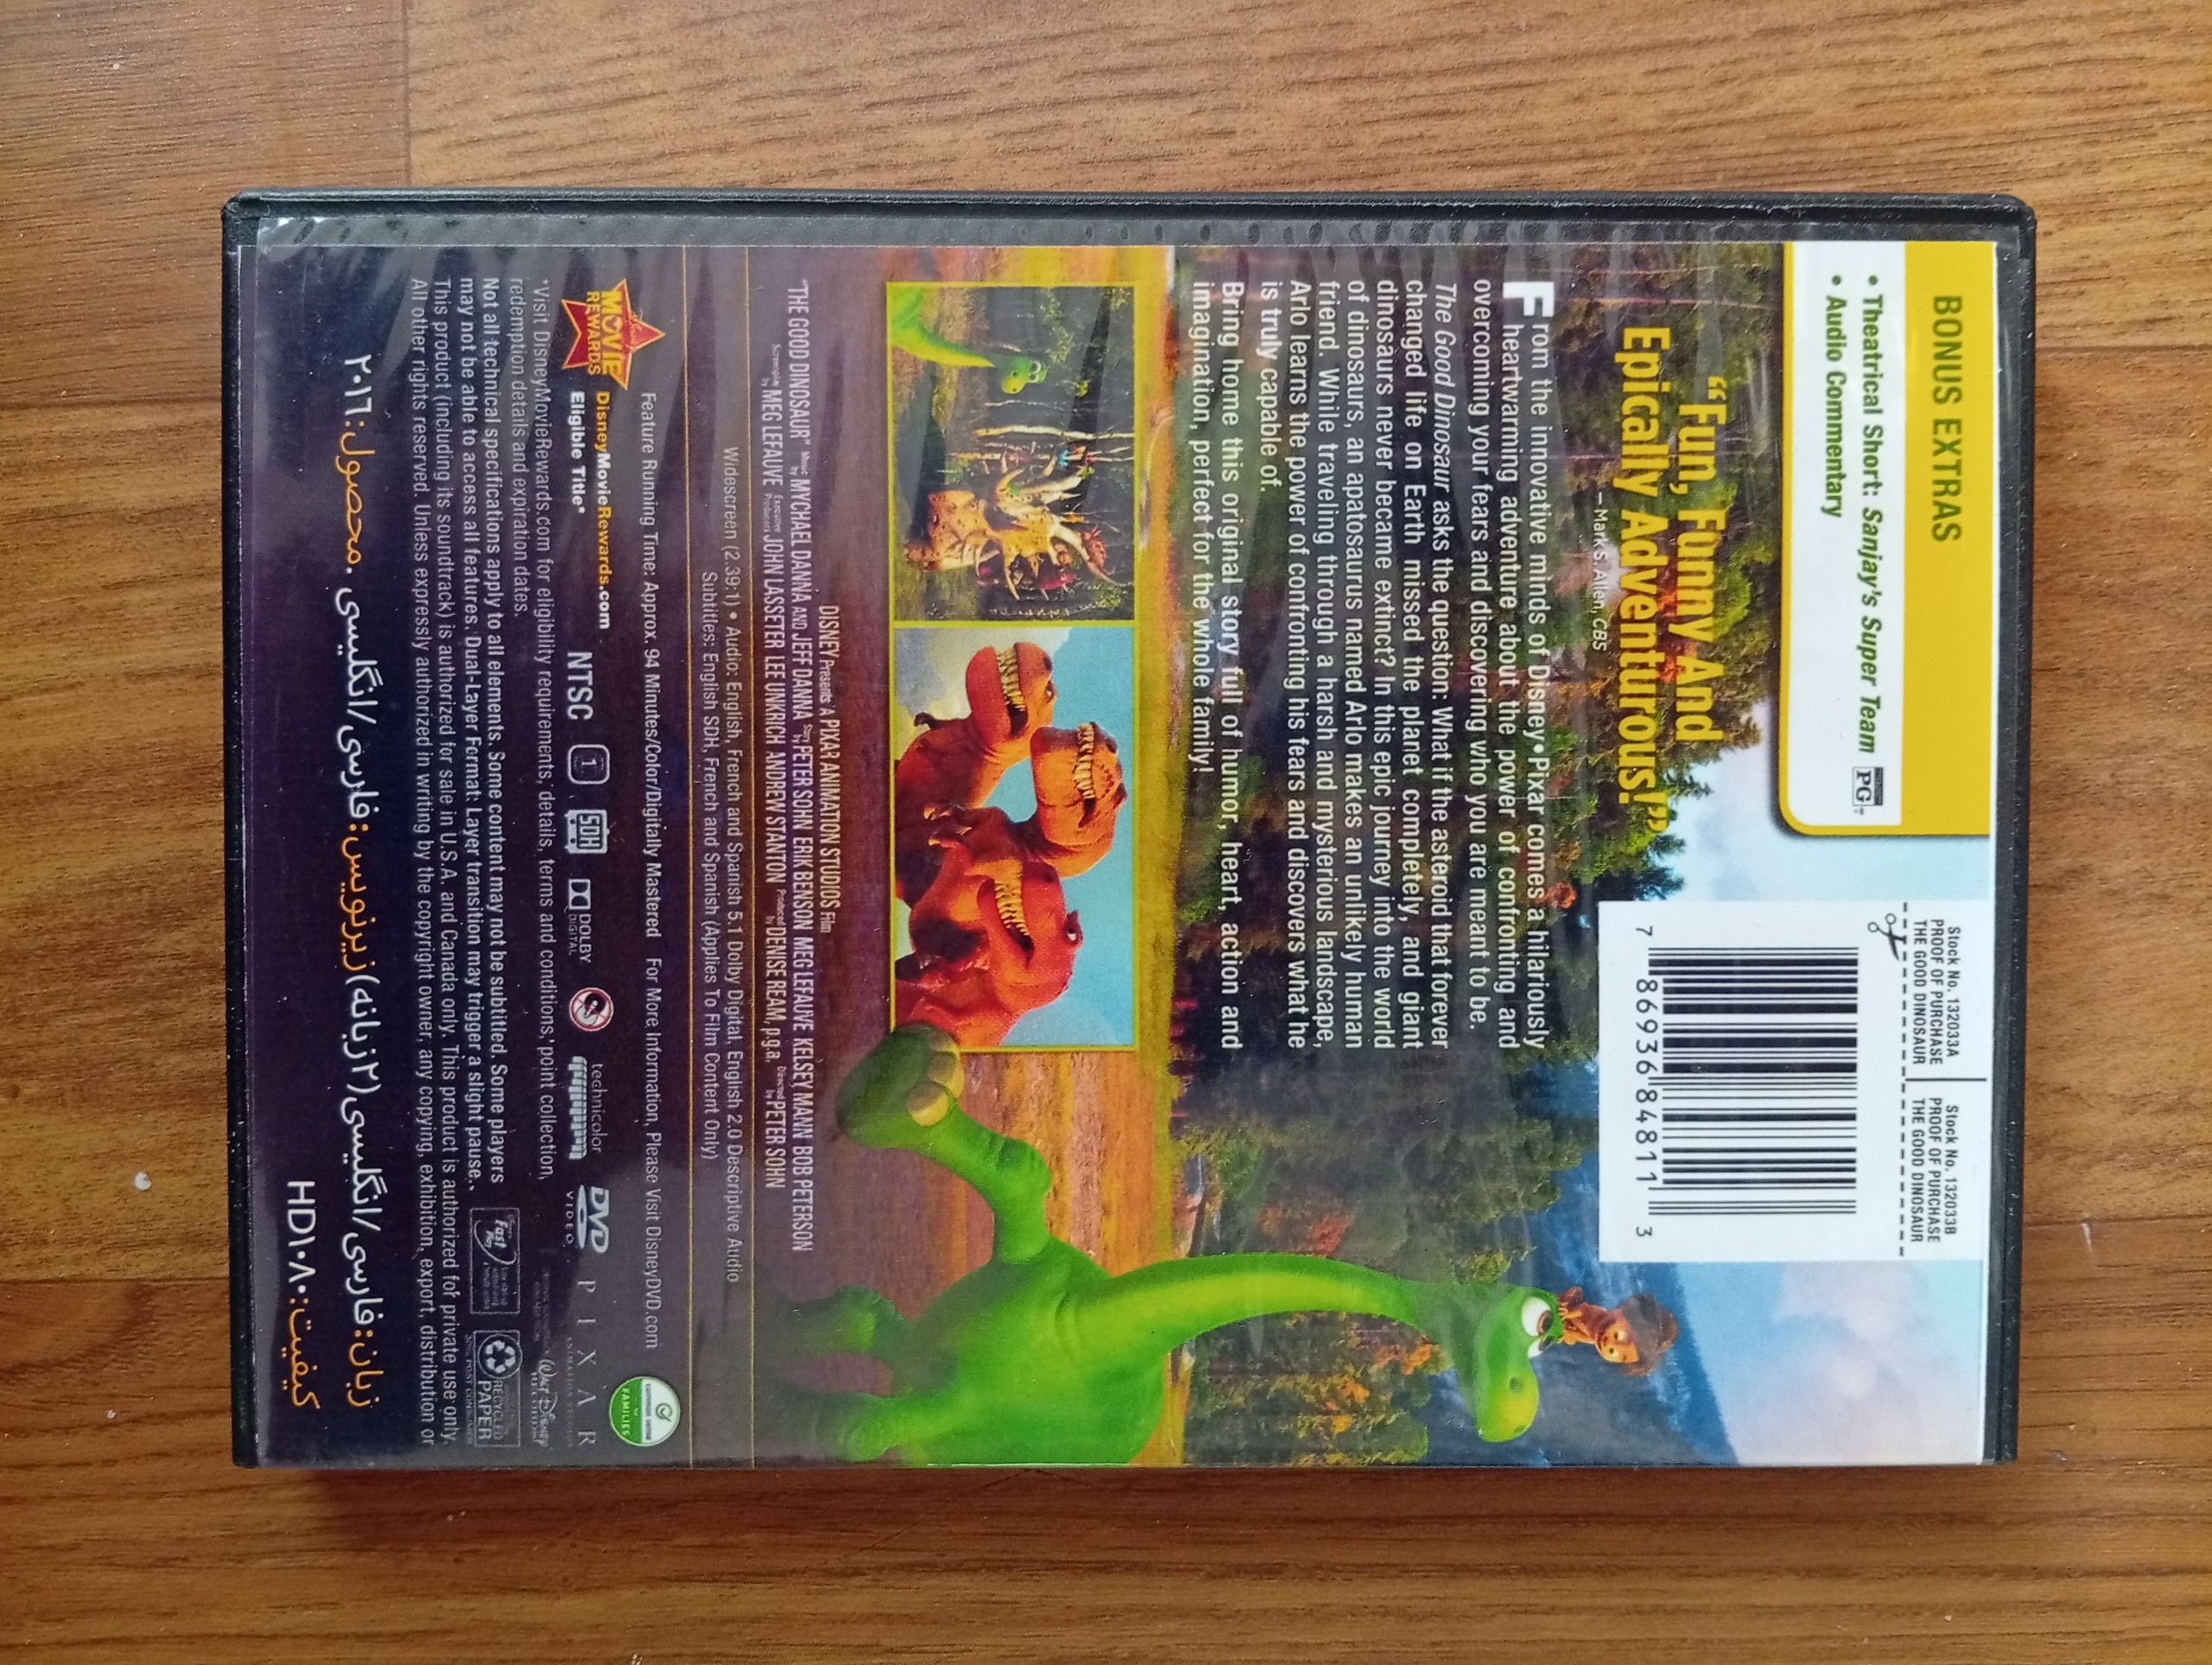 BONUS EXTRAS
• Theatrical Short: Sanjay's Super Team
• Audio Commentary
PG
Stock No. 132033A
PROOF OF PURCHASE
THE GOOD DINOSAUR
Stock No. 132033B
PROOF OF PURCHASE
THE GOOD DINOSAUR
7 86936 84811 3
“Fun, Funny And
Epically Adventurous!”
– Mark S. Allen, CBS
From the innovative minds of Disney•Pixar comes a hilariously
heartwarming adventure about the power of confronting and
overcoming your fears and discovering who you are meant to be.
The Good Dinosaur asks the question: What if the asteroid that forever
changed life on Earth missed the planet completely, and giant
dinosaurs never became extinct? In this epic journey into the world
of dinosaurs, an apatosaurus named Arlo makes an unlikely human
friend. While traveling through a harsh and mysterious landscape,
Arlo learns the power of confronting his fears and discovers what he
is truly capable of.
Bring home this original story full of humor, heart, action and
imagination, perfect for the whole family!
DISNEY Presents A PIXAR ANIMATION STUDIOS Film
“THE GOOD DINOSAUR” Music by MYCHAEL DANNA AND JEFF DANNA Story by PETER SOHN ERIK BENSON MEG LEFAUVE KELSEY MANN BOB PETERSON
Screenplay by MEG LEFAUVE Executive Producers JOHN LASSETER LEE UNKRICH ANDREW STANTON Produced by DENISE REAM, p.g.a. Directed by PETER SOHN
Widescreen (2.39:1) • Audio: English, French and Spanish 5.1 Dolby Digital, English 2.0 Descriptive Audio
Subtitles: English SDH, French and Spanish (Applies To Film Content Only)
Feature Running Time: Approx. 94 Minutes/Color/Digitally Mastered For More Information, Please Visit DisneyDVD.com
MOVIE
REWARDS
DisneyMovieRewards.com
Eligible Title*
NTSC 1 SDH DOLBY
DIGITAL technicolor DVD
VIDEO PIXAR
ANIMATION STUDIOS
common sense
FAMILIES
*Visit DisneyMovieRewards.com for eligibility requirements, details, terms and conditions, point collection,
redemption details and expiration dates.
Not all technical specifications apply to all elements. Some content may not be subtitled. Some players
may not be able to access all features. Dual-Layer Format: Layer transition may trigger a slight pause.
This product (including its soundtrack) is authorized for sale in U.S.A. and Canada only. This product is authorized for private use only.
All other rights reserved. Unless expressly authorized in writing by the copyright owner, any copying, exhibition, export, distribution or
Fast
Play
RECYCLED
PAPER
Walt Disney
زبان:فارسی/انگلیسی(۲زبانه)زیرنویس:فارسی/انگلیسی .محصول:۲۰۱٦
کیفیت:HD۱۰۸۰